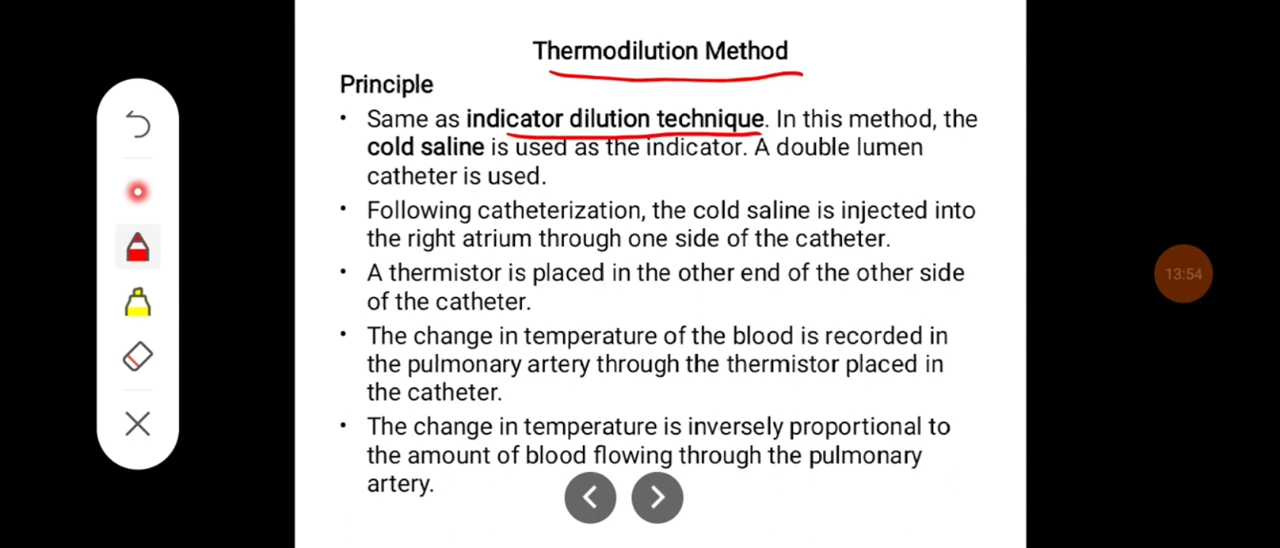 Thermodilution Method
Principle
• Same as indicator dilution technique. In this method, the
cold saline is used as the indicator. A double lumen
catheter is used.
• Following catheterization, the cold saline is injected into
the right atrium through one side of the catheter.
• A thermistor is placed in the other end of the other side
of the catheter.
• The change in temperature of the blood is recorded in
the pulmonary artery through the thermistor placed in
the catheter.
• The change in temperature is inversely proportional to
the amount of blood flowing through the pulmonary
artery.
13:54